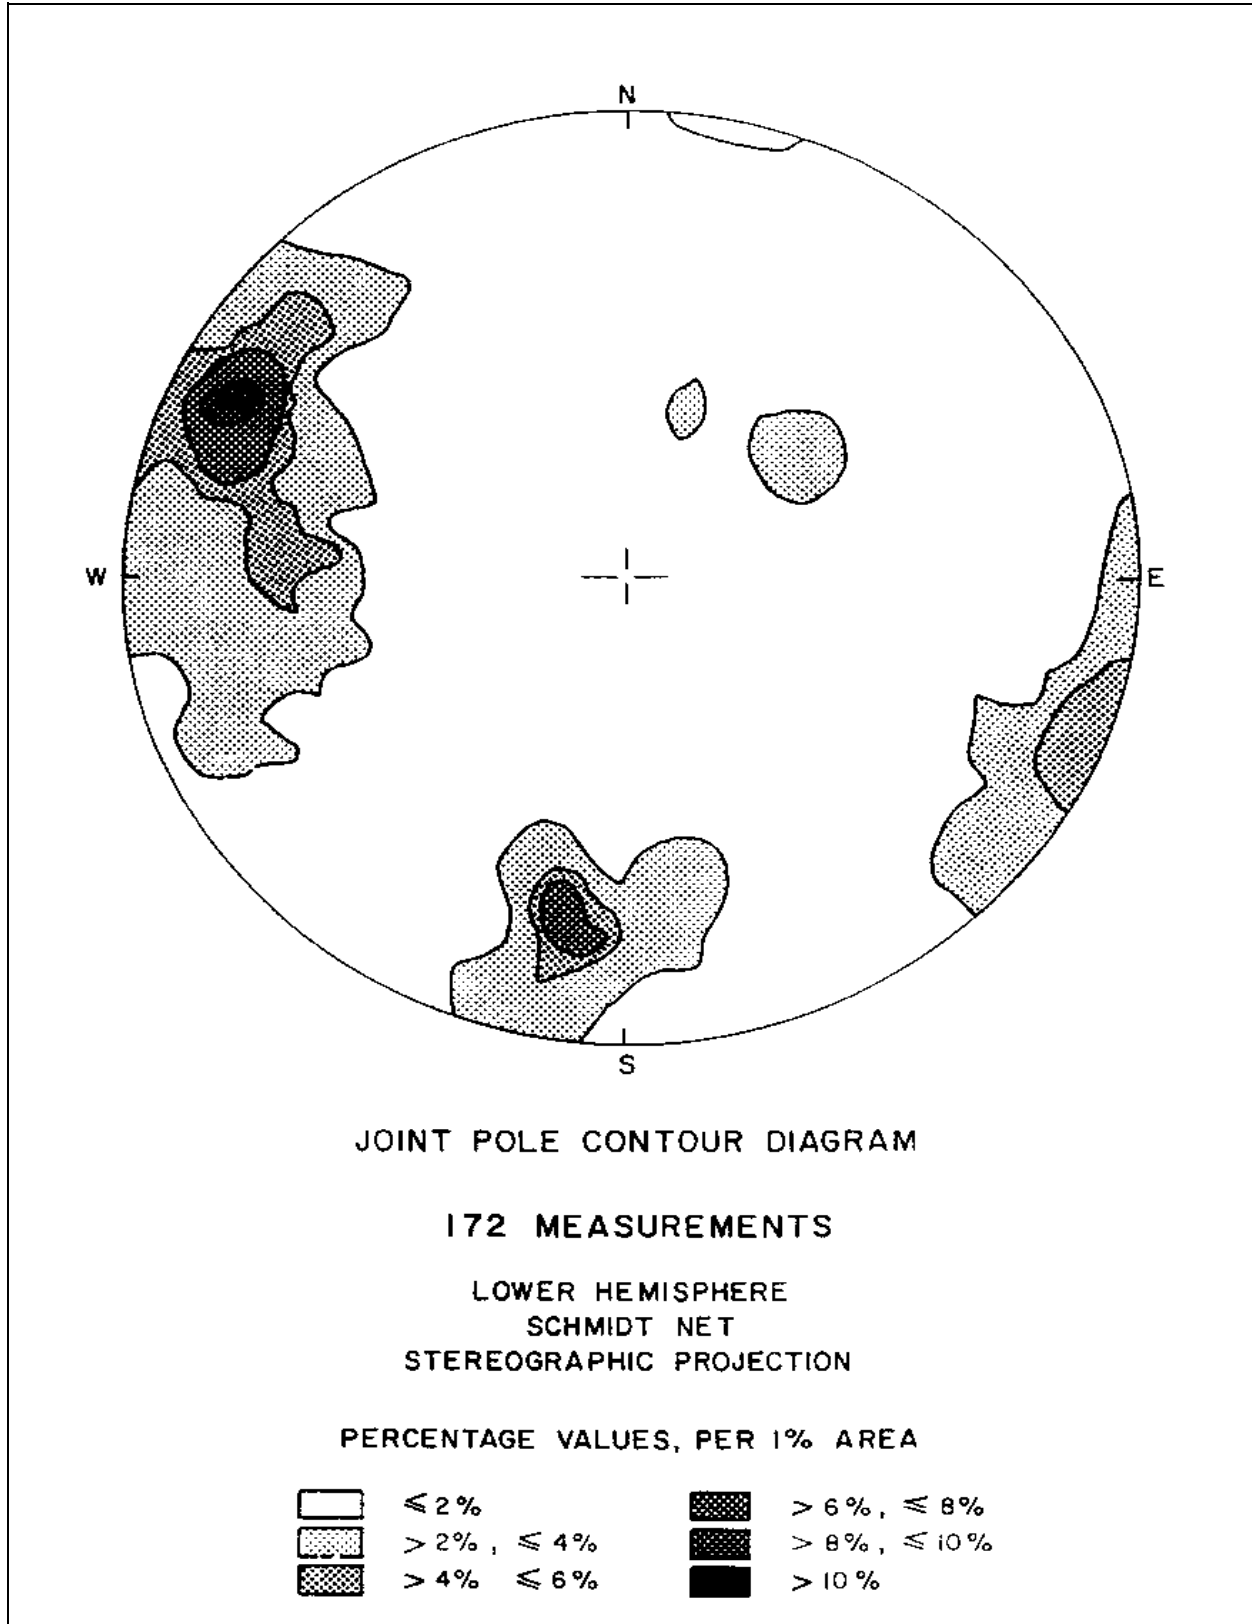 N
W
E
S
JOINT POLE CONTOUR DIAGRAM
172 MEASUREMENTS
LOWER HEMISPHERE
SCHMIDT NET
STEREOGRAPHIC PROJECTION
PERCENTAGE VALUES, PER 1% AREA
⩽ 2%
> 6%, ⩽ 8%
> 2%, ⩽ 4%
> 8%, ⩽ 10%
> 4% ⩽ 6%
> 10%